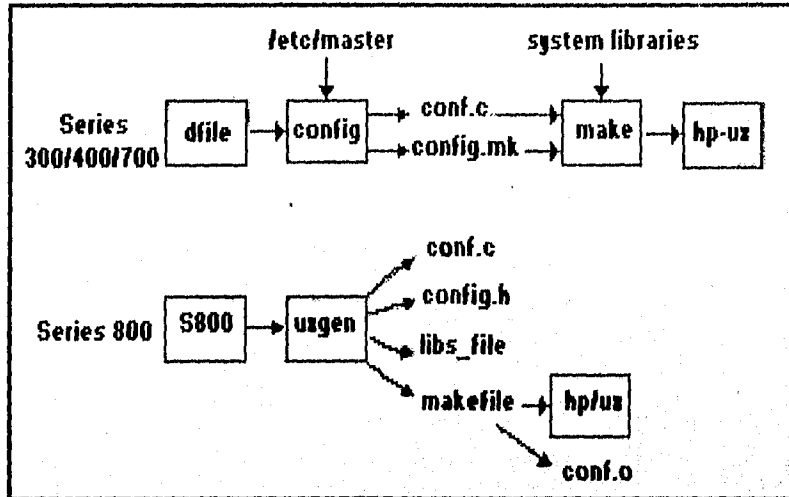 /etc/master
system libraries
Series
300/400/700
dfile
config
conf.c
config.mk
make
hp-ux
Series 800
S800
uxgen
conf.c
config.h
libs_file
makefile
hp/ux
conf.o